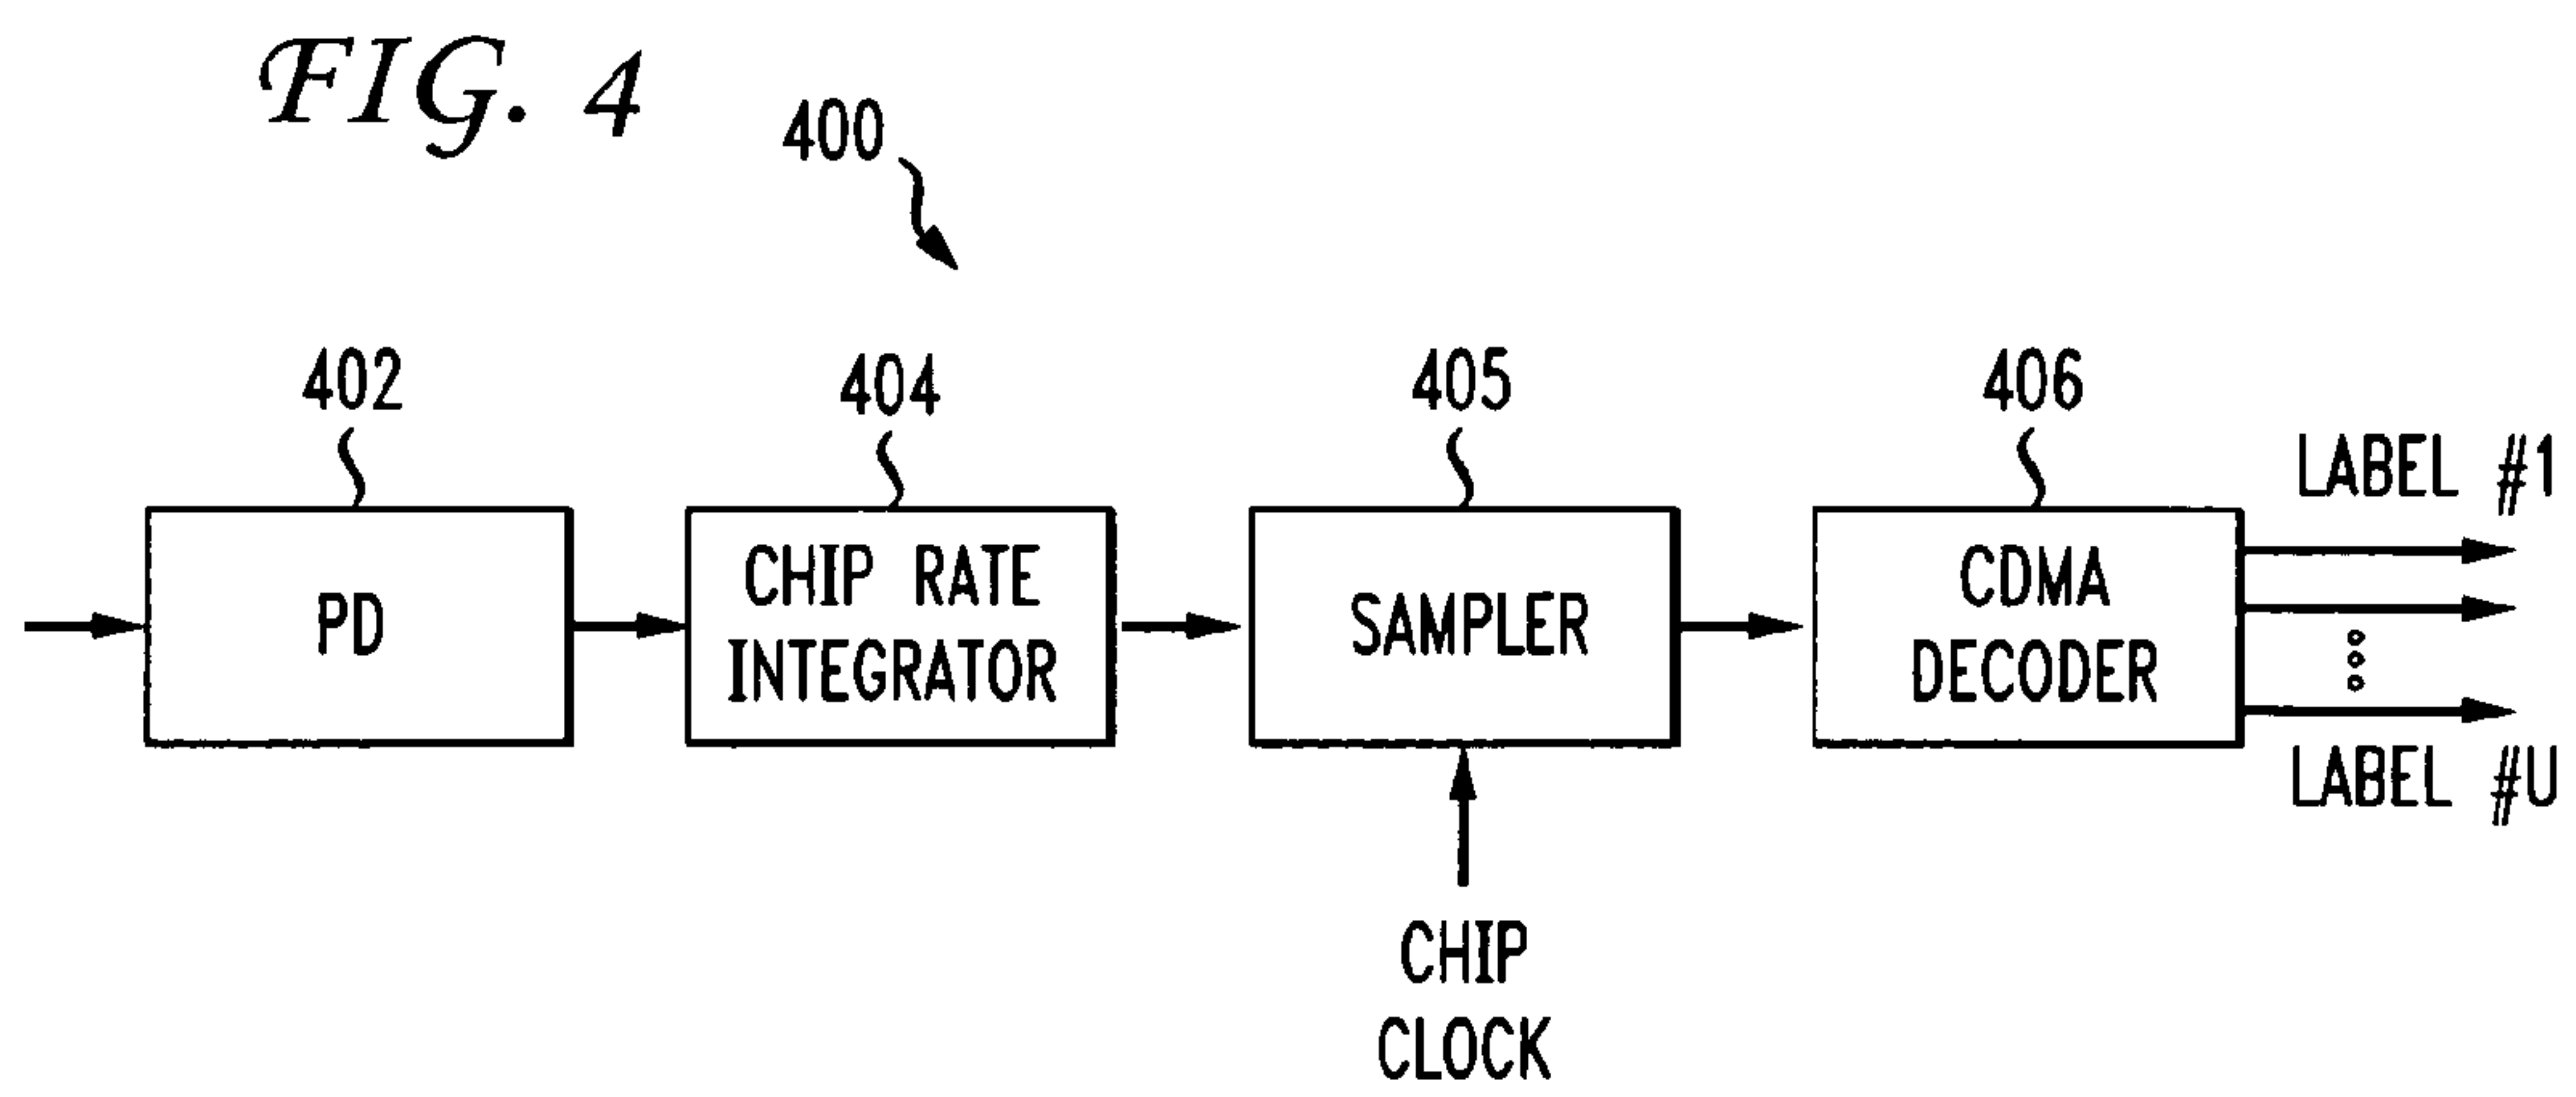 FIG. 4
400
402
404
405
406
LABEL #1
PD
CHIP RATE
INTEGRATOR
SAMPLER
CDMA
DECODER
LABEL #U
CHIP
CLOCK